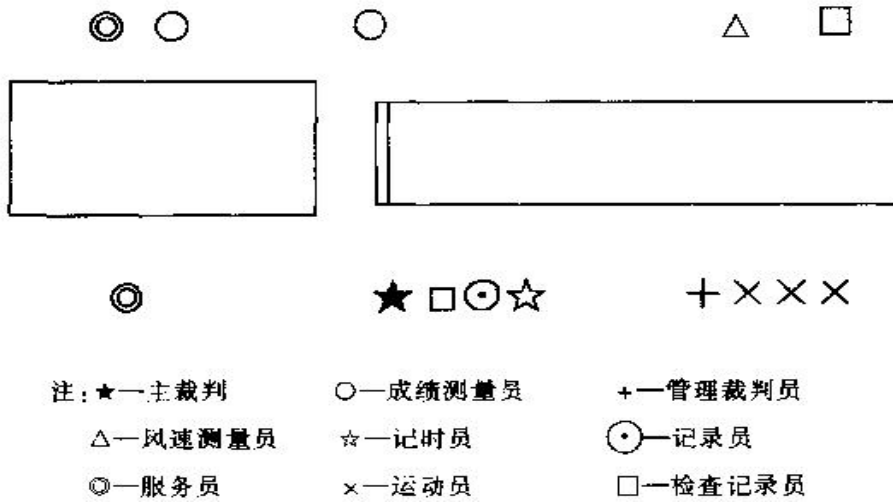 注：★—主裁判 ○—成绩测量员 +—管理裁判员
△—风速测量员 ☆—记时员 ⊙—记录员
◎—服务员 ×—运动员 □—检查记录员